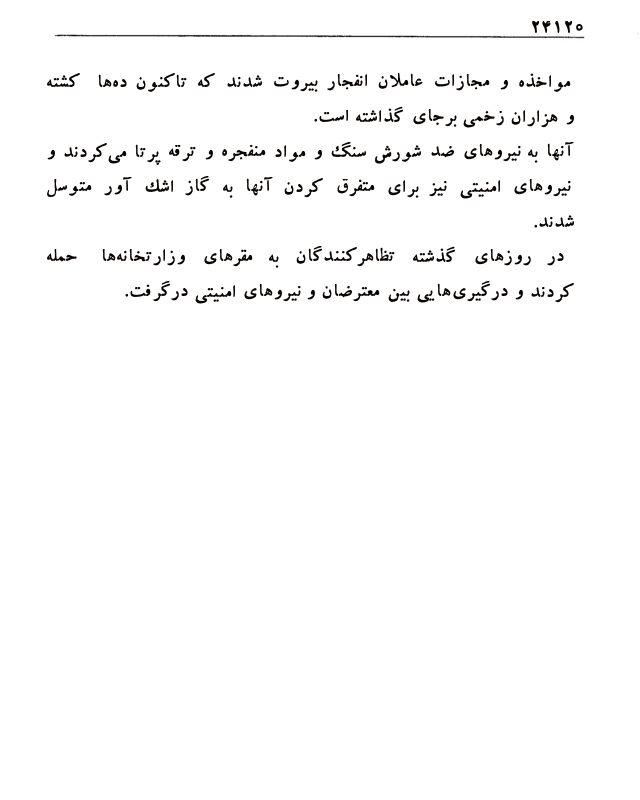 ۲۴۱۲۰
مواخذه و مجازات عاملان انفجار بیروت شدند که تاکنون ده‌ها کشته
و هزاران زخمی برجای گذاشته است.
آنها به نیروهای ضد شورش سنگ و مواد منفجره و ترقه پرتا می‌کردند و
نیروهای امنیتی نیز برای متفرق کردن آنها به گاز اشک آور متوسل
شدند.
در روزهای گذشته تظاهرکنندگان به مقرهای وزارتخانه‌ها حمله
کردند و درگیری‌هایی بین معترضان و نیروهای امنیتی درگرفت.